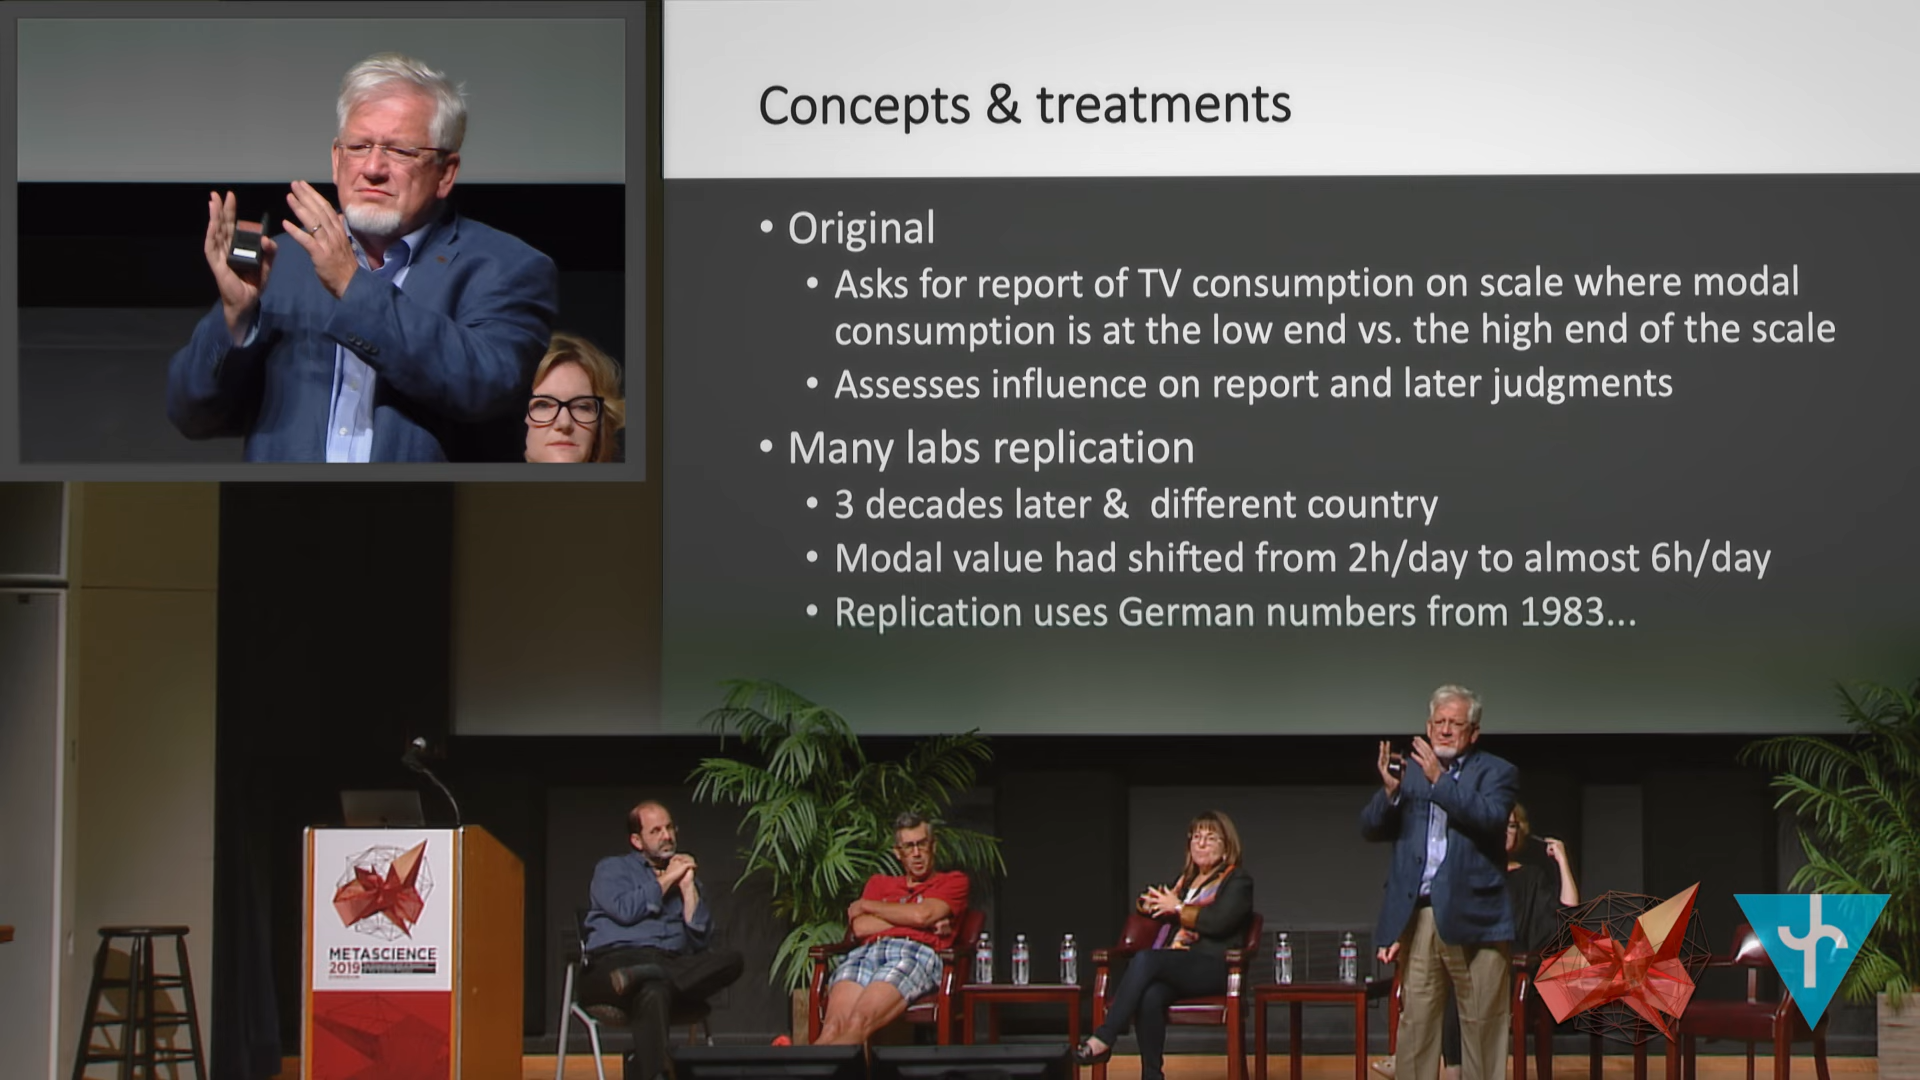 Concepts & treatments
• Original
• Asks for report of TV consumption on scale where modal
consumption is at the low end vs. the high end of the scale
• Assesses influence on report and later judgments
• Many labs replication
• 3 decades later & different country
• Modal value had shifted from 2h/day to almost 6h/day
• Replication uses German numbers from 1983...
METASCIENCE
2019